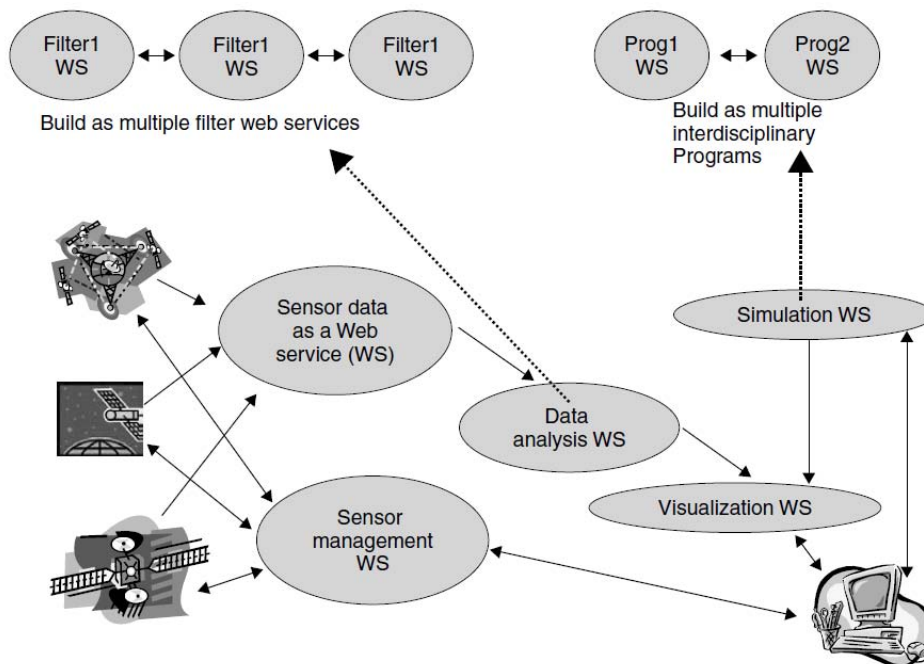 Filter1
WS
Filter1
WS
Filter1
WS
Prog1
WS
Prog2
WS
Build as multiple filter web services
Build as multiple
interdisciplinary
Programs
Sensor data
as a Web
service (WS)
Simulation WS
Data
analysis WS
Sensor
management
WS
Visualization WS